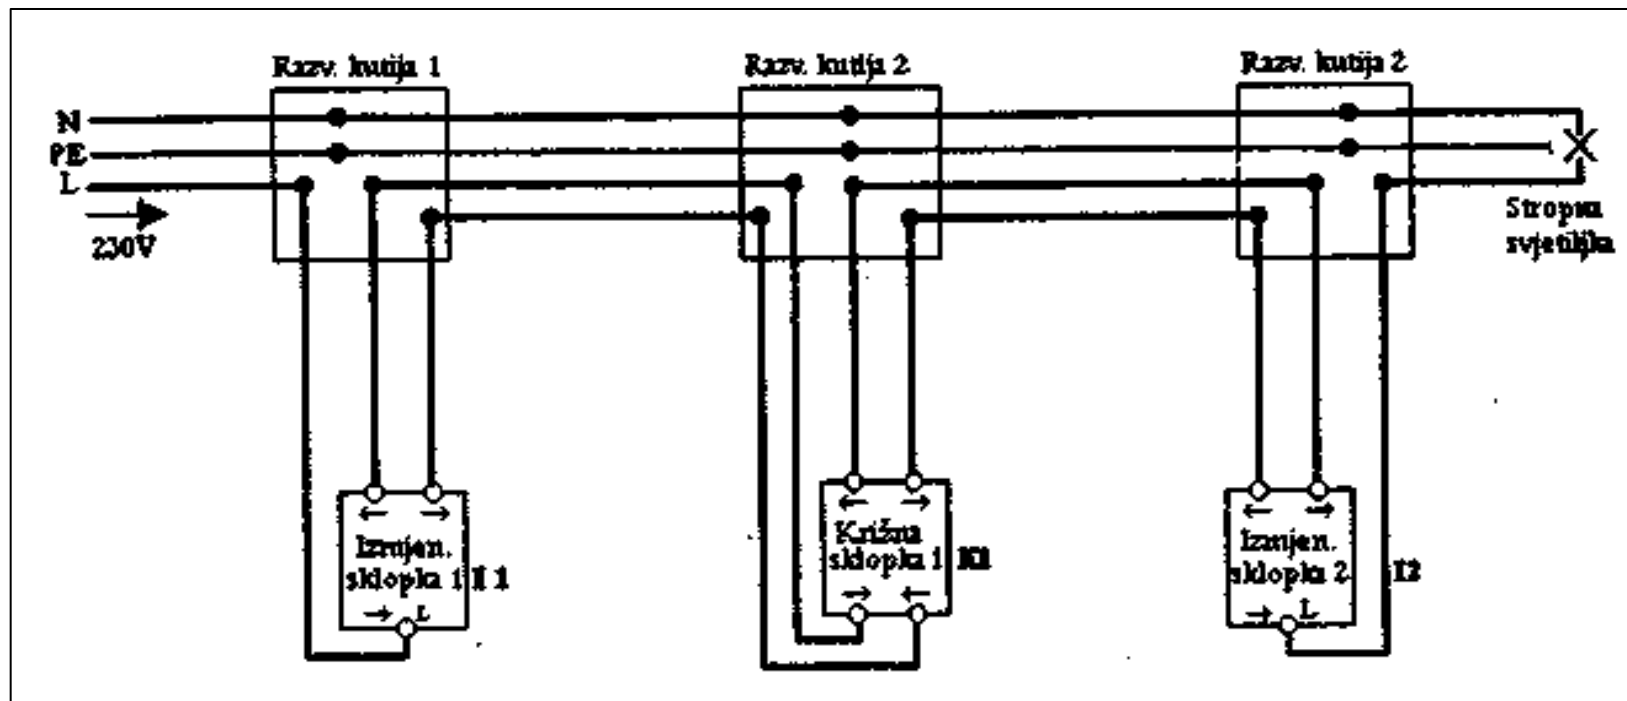 Razv. kutija 1
Razv. kutija 2
Razv. kutija 2
N
PE
L
230V
Stropna
svjetiljka
Izmjen.
sklopka 1 I 1
L
Križna
sklopka 1 K1
Izmjen.
sklopka 2 I2
L